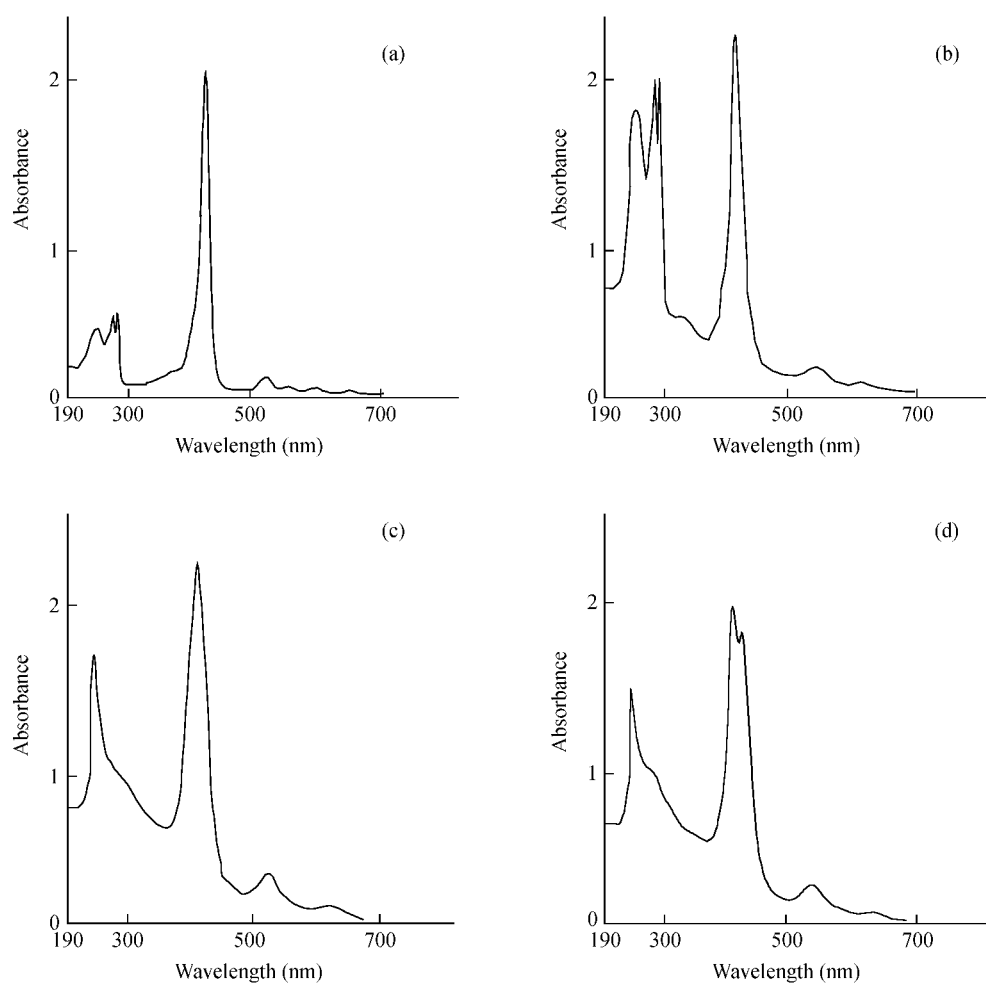 (a)
2
1
0
Absorbance
190 300 500 700
Wavelength (nm)
(b)
2
1
0
Absorbance
190 300 500 700
Wavelength (nm)
(c)
2
1
0
Absorbance
190 300 500 700
Wavelength (nm)
(d)
2
1
0
Absorbance
190 300 500 700
Wavelength (nm)